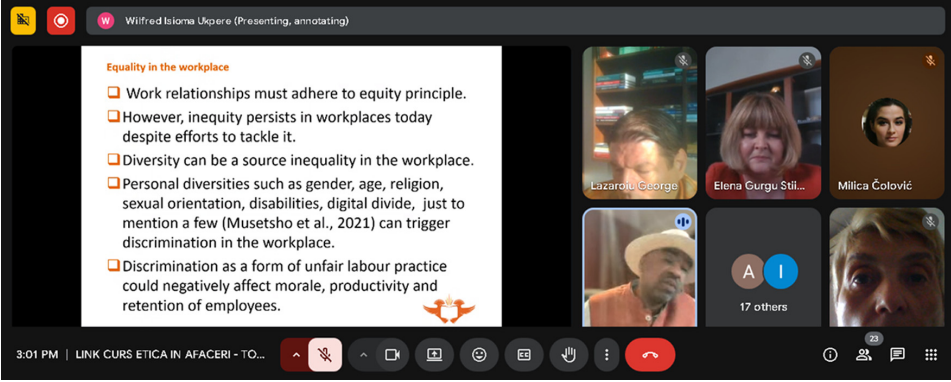 W Wilfred Isioma Ukpere (Presenting, annotating)
Equality in the workplace
Work relationships must adhere to equity principle.
However, inequity persists in workplaces today
despite efforts to tackle it.
Diversity can be a source inequality in the workplace.
Personal diversities such as gender, age, religion,
sexual orientation, disabilities, digital divide, just to
mention a few (Musetsho et al., 2021) can trigger
discrimination in the workplace.
Discrimination as a form of unfair labour practice
could negatively affect morale, productivity and
retention of employees.
Lazaroiu George
Elena Gurgu Stii...
Milica Čolović
A I
17 others
3:01 PM | LINK CURS ETICA IN AFACERI - TO...
CC
23